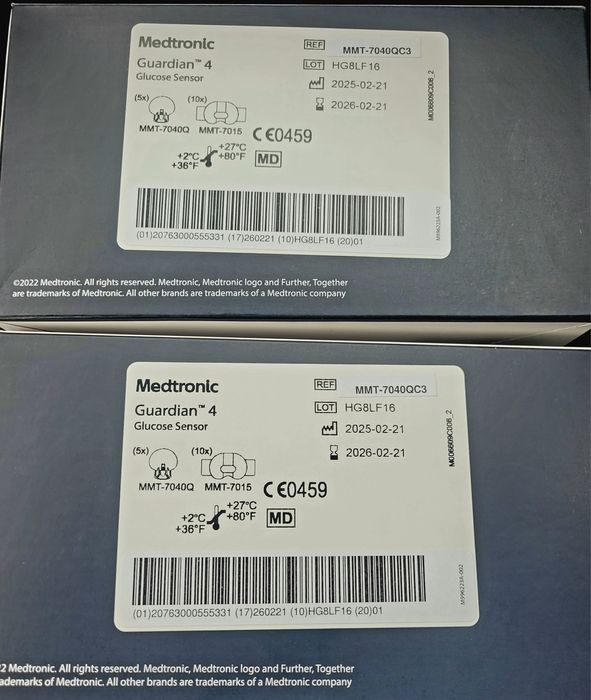 Medtronic
Guardian™ 4
Glucose Sensor
REF MMT-7040QC3
LOT HG8LF16
2025-02-21
2026-02-21
(5x) (10x)
MMT-7040Q MMT-7015 CE0459
+2°C +27°C
+36°F +80°F MD
(01)20763000555331 (17)260221 (10)HG8LF16 (20)01
M996223A-002
©2022 Medtronic. All rights reserved. Medtronic, Medtronic logo and Further, Together
are trademarks of Medtronic. All other brands are trademarks of a Medtronic company
Medtronic
Guardian™ 4
Glucose Sensor
REF MMT-7040QC3
LOT HG8LF16
2025-02-21
2026-02-21
(5x) (10x)
MMT-7040Q MMT-7015 CE0459
+2°C +27°C
+36°F +80°F MD
(01)20763000555331 (17)260221 (10)HG8LF16 (20)01
M996223A-002
2 Medtronic. All rights reserved. Medtronic, Medtronic logo and Further, Together
ademarks of Medtronic. All other brands are trademarks of a Medtronic company